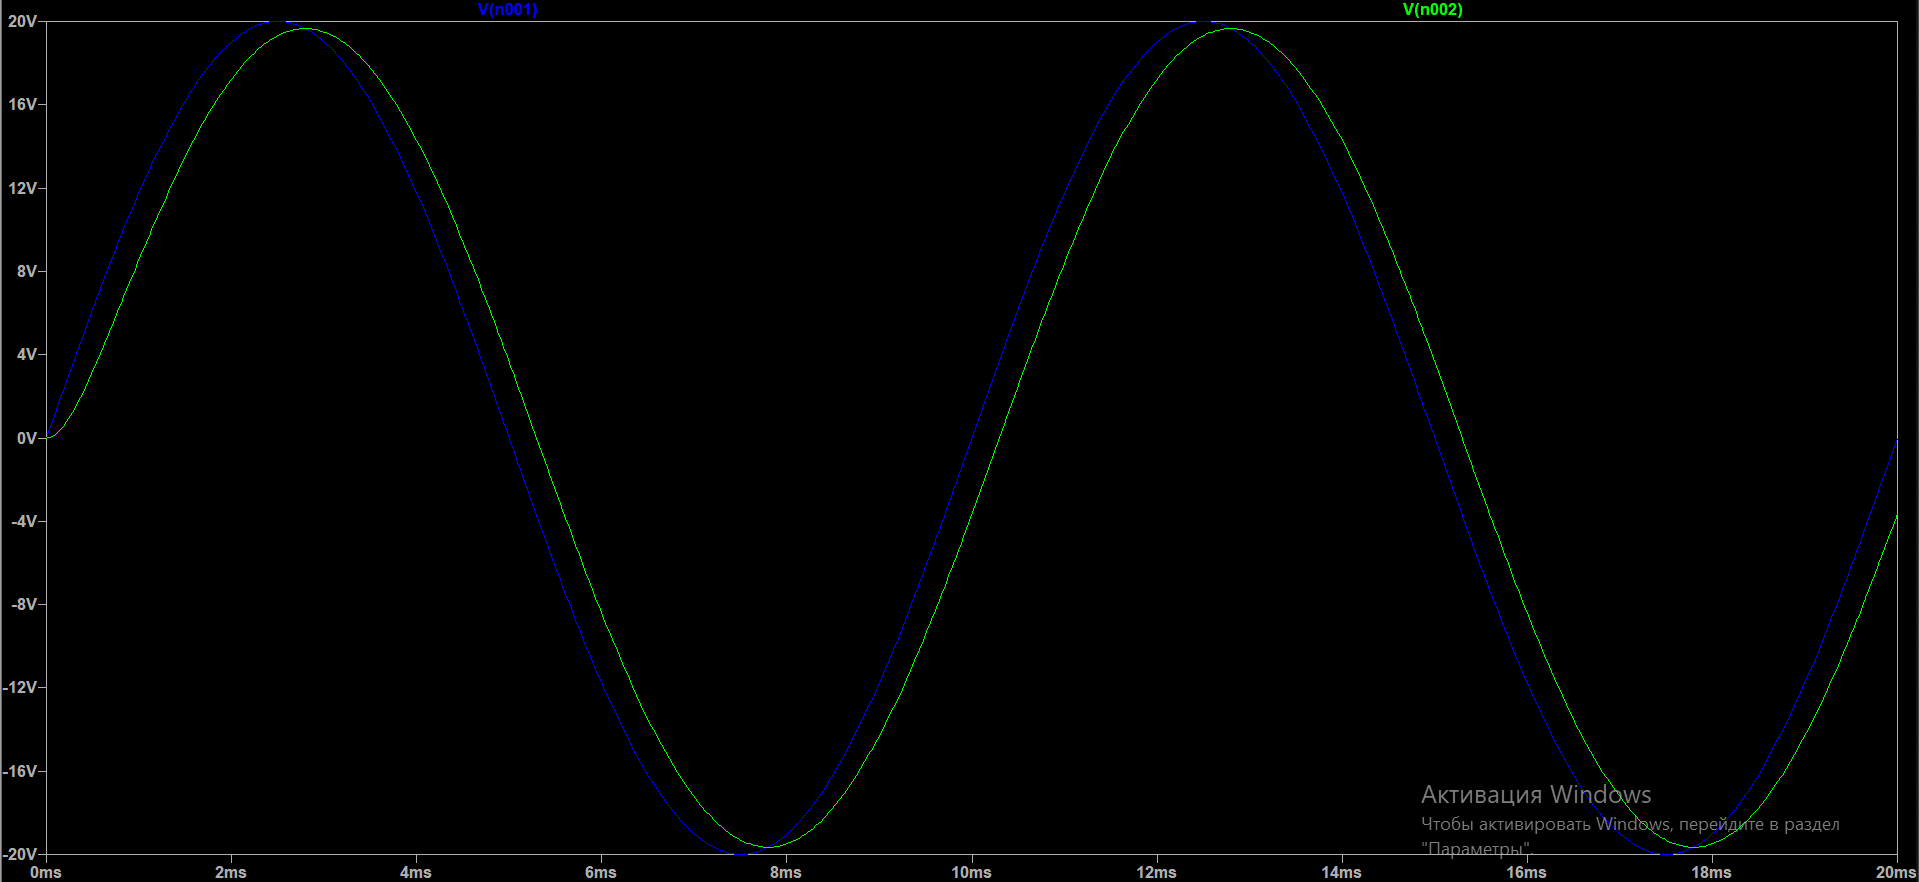 V(n001) V(n002)
20V
16V
12V
8V
4V
0V
-4V
-8V
-12V
-16V
-20V
0ms 2ms 4ms 6ms 8ms 10ms 12ms 14ms 16ms 18ms 20ms
Активация Windows
Чтобы активировать Windows, перейдите в раздел
"Параметры"